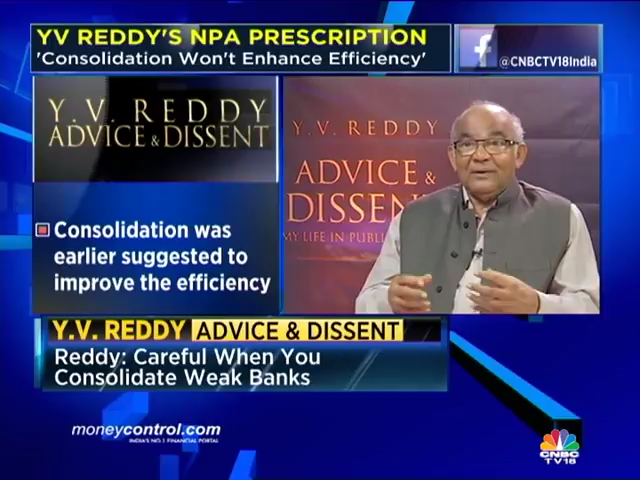 YV REDDY'S NPA PRESCRIPTION
'Consolidation Won't Enhance Efficiency'
@CNBCTV18India
Y.V. REDDY
ADVICE & DISSENT
Y. V. REDDY
ADVICE &
DISSENT
MY LIFE IN PUBLI
Consolidation was
earlier suggested to
improve the efficiency
Y.V. REDDY ADVICE & DISSENT
Reddy: Careful When You
Consolidate Weak Banks
moneycontrol.com
INDIA'S NO.1 FINANCIAL PORTAL
CNBC
TV18